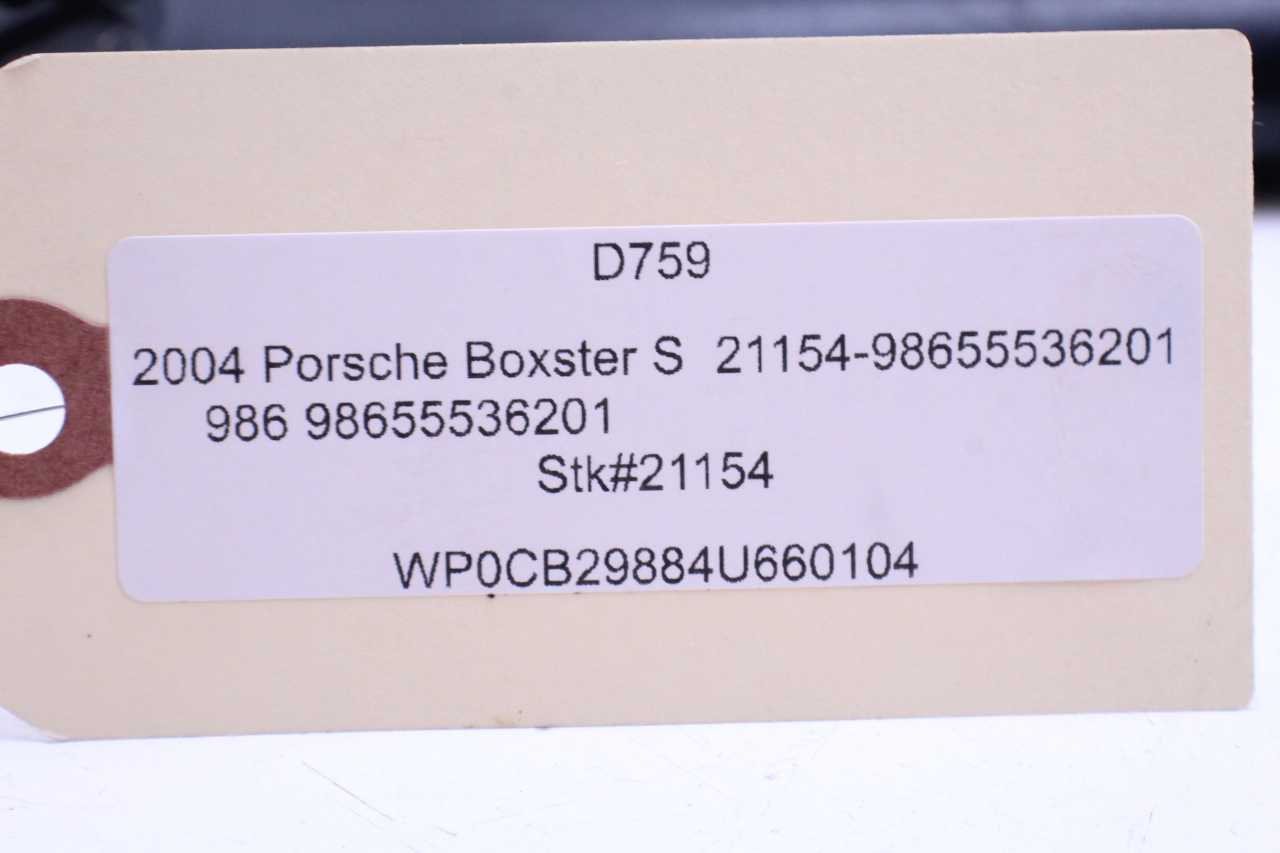 D759
2004 Porsche Boxster S 21154-98655536201
986 98655536201
Stk#21154
WP0CB29884U660104